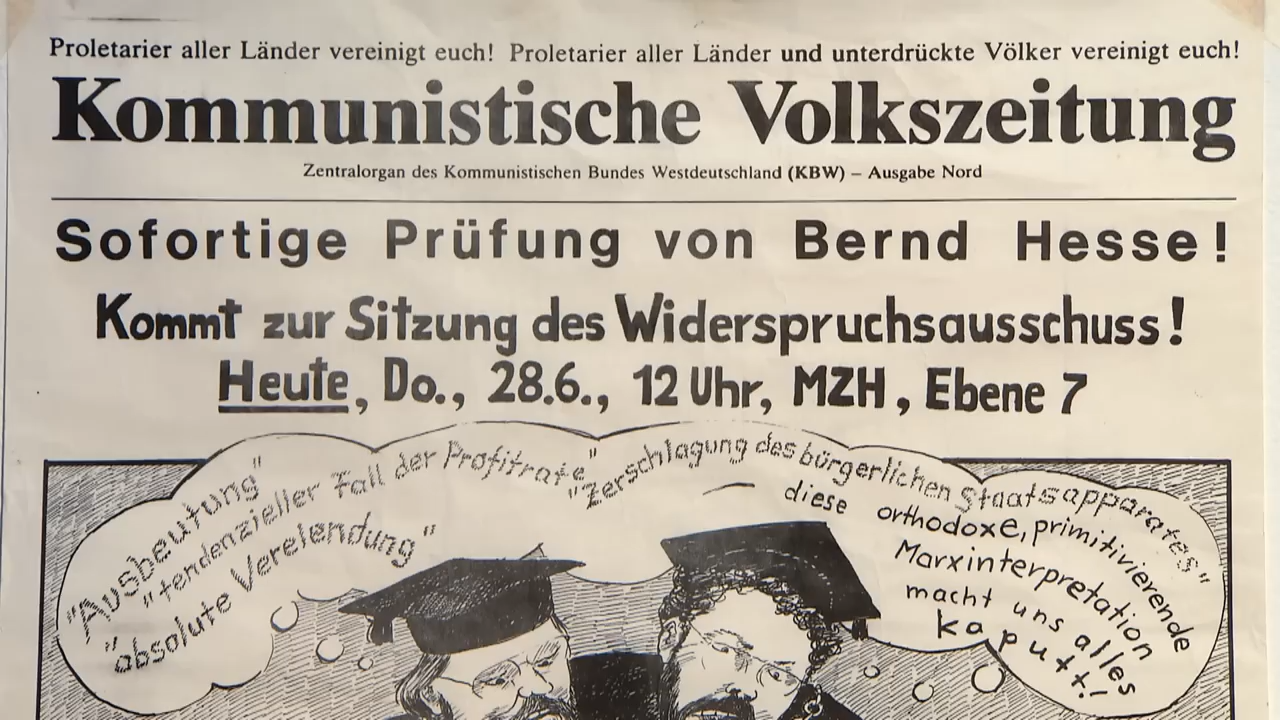 Proletarier aller Länder vereinigt euch! Proletarier aller Länder und unterdrückte Völker vereinigt euch!
Kommunistische Volkszeitung
Zentralorgan des Kommunistischen Bundes Westdeutschland (KBW) – Ausgabe Nord
Sofortige Prüfung von Bernd Hesse!
Kommt zur Sitzung des Widerspruchsausschuss!
Heute, Do., 28.6., 12 Uhr, MZH, Ebene 7
"Ausbeutung"
"tendenzieller Fall der Profitrate"
"absolute Verelendung"
"Zerschlagung des bürgerlichen Staatsapparates"
diese orthodoxe, primitivierende
Marxinterpretation
macht uns alles
kaputt!